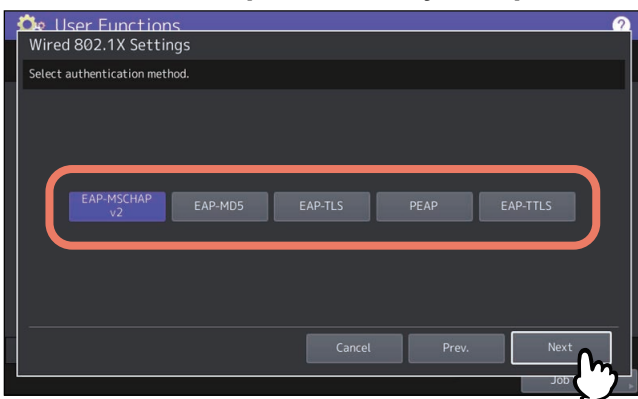 User Functions
?
Wired 802.1X Settings
Select authentication method.
EAP-MSCHAP
v2
EAP-MD5
EAP-TLS
PEAP
EAP-TTLS
Cancel
Prev.
Next
Job